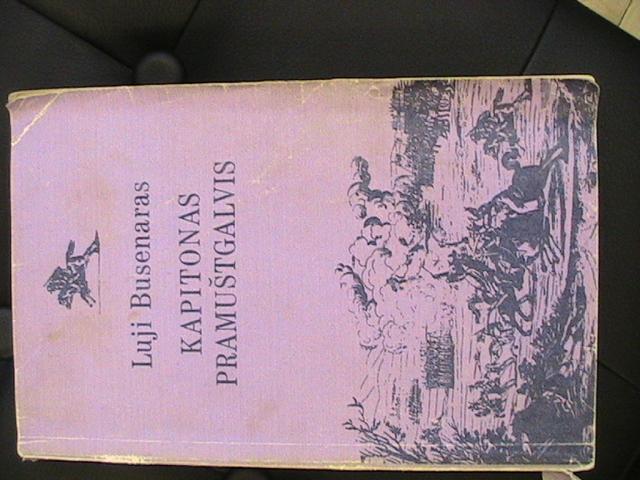 Luji Busenaras
KAPITONAS
PRAMUŠTGALVIS